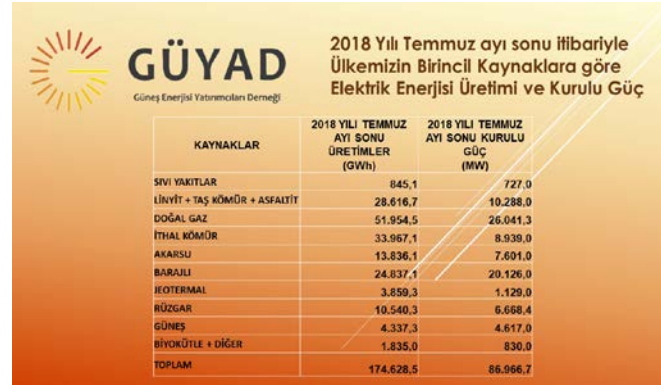 GÜYAD
Güneş Enerjisi Yatırımcıları Derneği
2018 Yılı Temmuz ayı sonu itibariyle
Ülkemizin Birincil Kaynaklara göre
Elektrik Enerjisi Üretimi ve Kurulu Güç
KAYNAKLAR
2018 YILI TEMMUZ
AYI SONU
ÜRETİMLER
(GWh)
2018 YILI TEMMUZ
AYI SONU KURULU
GÜÇ
(MW)
SIVI YAKITLAR 845,1 727,0
LİNYİT + TAŞ KÖMÜR + ASFALTİT 28.616,7 10.288,0
DOĞAL GAZ 51.954,5 26.041,3
İTHAL KÖMÜR 33.967,1 8.939,0
AKARSU 13.836,1 7.601,0
BARAJLI 24.837,1 20.126,0
JEOTERMAL 3.859,3 1.129,0
RÜZGAR 10.540,3 6.668,4
GÜNEŞ 4.337,3 4.617,0
BİYOKÜTLE + DİĞER 1.835,0 830,0
TOPLAM 174.628,5 86.966,7